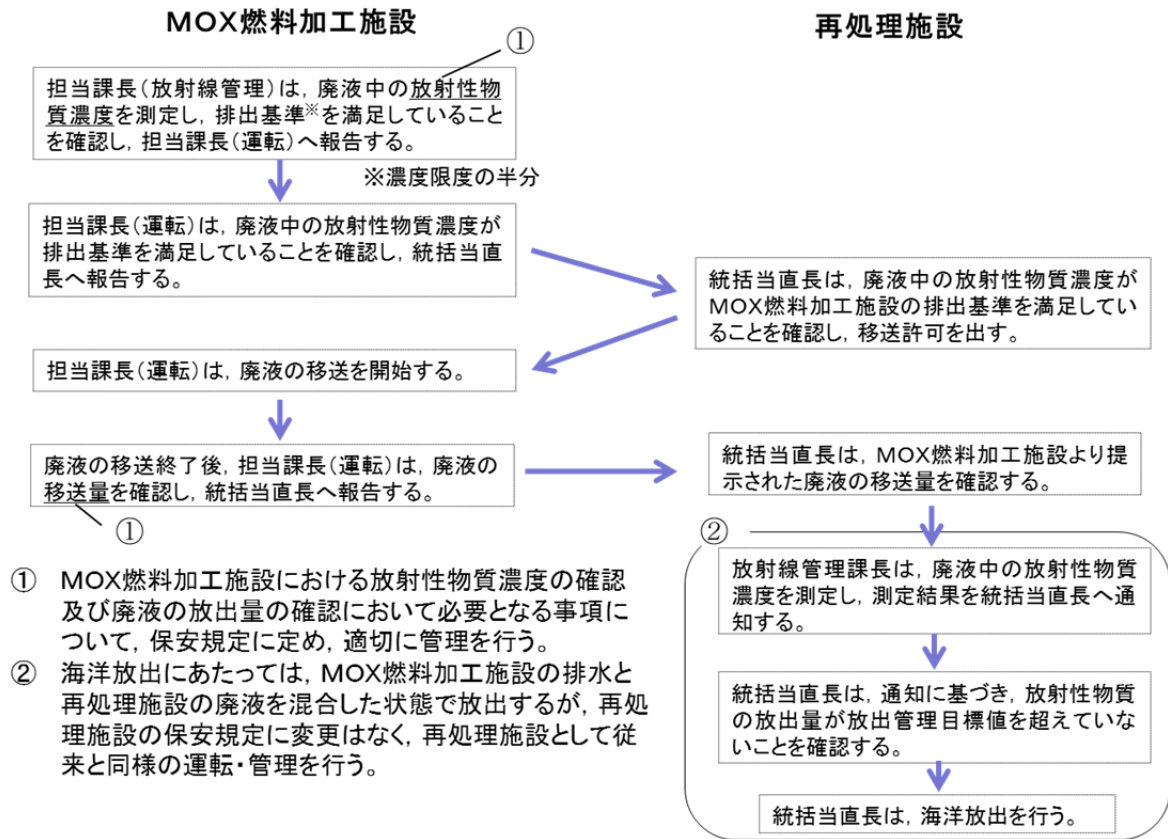 MOX燃料加工施設
①
担当課長(放射線管理)は，廃液中の放射性物
質濃度を測定し，排出基準※を満足していること
を確認し，担当課長(運転)へ報告する。
※濃度限度の半分
担当課長(運転)は，廃液中の放射性物質濃度が
排出基準を満足していることを確認し，統括当直
長へ報告する。
再処理施設
統括当直長は，廃液中の放射性物質濃度が
MOX燃料加工施設の排出基準を満足してい
ることを確認し，移送許可を出す。
担当課長(運転)は，廃液の移送を開始する。
廃液の移送終了後，担当課長(運転)は，廃液の
移送量を確認し，統括当直長へ報告する。
①
統括当直長は，MOX燃料加工施設より提
示された廃液の移送量を確認する。
②
放射線管理課長は，廃液中の放射性物質
濃度を測定し，測定結果を統括当直長へ通
知する。
統括当直長は，通知に基づき，放射性物質
の放出量が放出管理目標値を超えていな
いことを確認する。
統括当直長は，海洋放出を行う。
① MOX燃料加工施設における放射性物質濃度の確認
及び廃液の放出量の確認において必要となる事項に
ついて，保安規定に定め，適切に管理を行う。
② 海洋放出にあたっては，MOX燃料加工施設の排水と
再処理施設の廃液を混合した状態で放出するが，再処
理施設の保安規定に変更はなく，再処理施設として従
来と同様の運転・管理を行う。